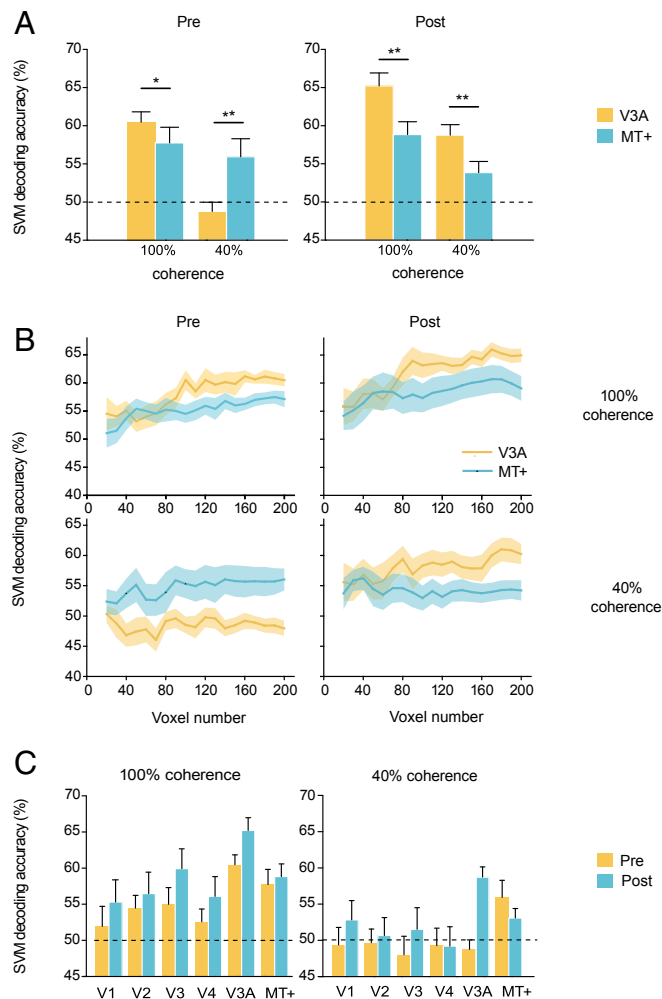 A
Pre
Post
SVM decoding accuracy (%)
70
65
60
55
50
45
*
**
100%
40%
coherence
70
65
60
55
50
45
**
**
100%
40%
coherence
V3A
MT+
B
Pre
Post
SVM decoding accuracy (%)
65
60
55
50
45
40
V3A
MT+
100%
coherence
65
60
55
50
45
40
0
40
80
120
160
200
Voxel number
0
40
80
120
160
200
Voxel number
40%
coherence
C
100% coherence
40% coherence
SVM decoding accuracy (%)
70
65
60
55
50
45
V1
V2
V3
V4
V3A
MT+
70
65
60
55
50
45
V1
V2
V3
V4
V3A
MT+
Pre
Post